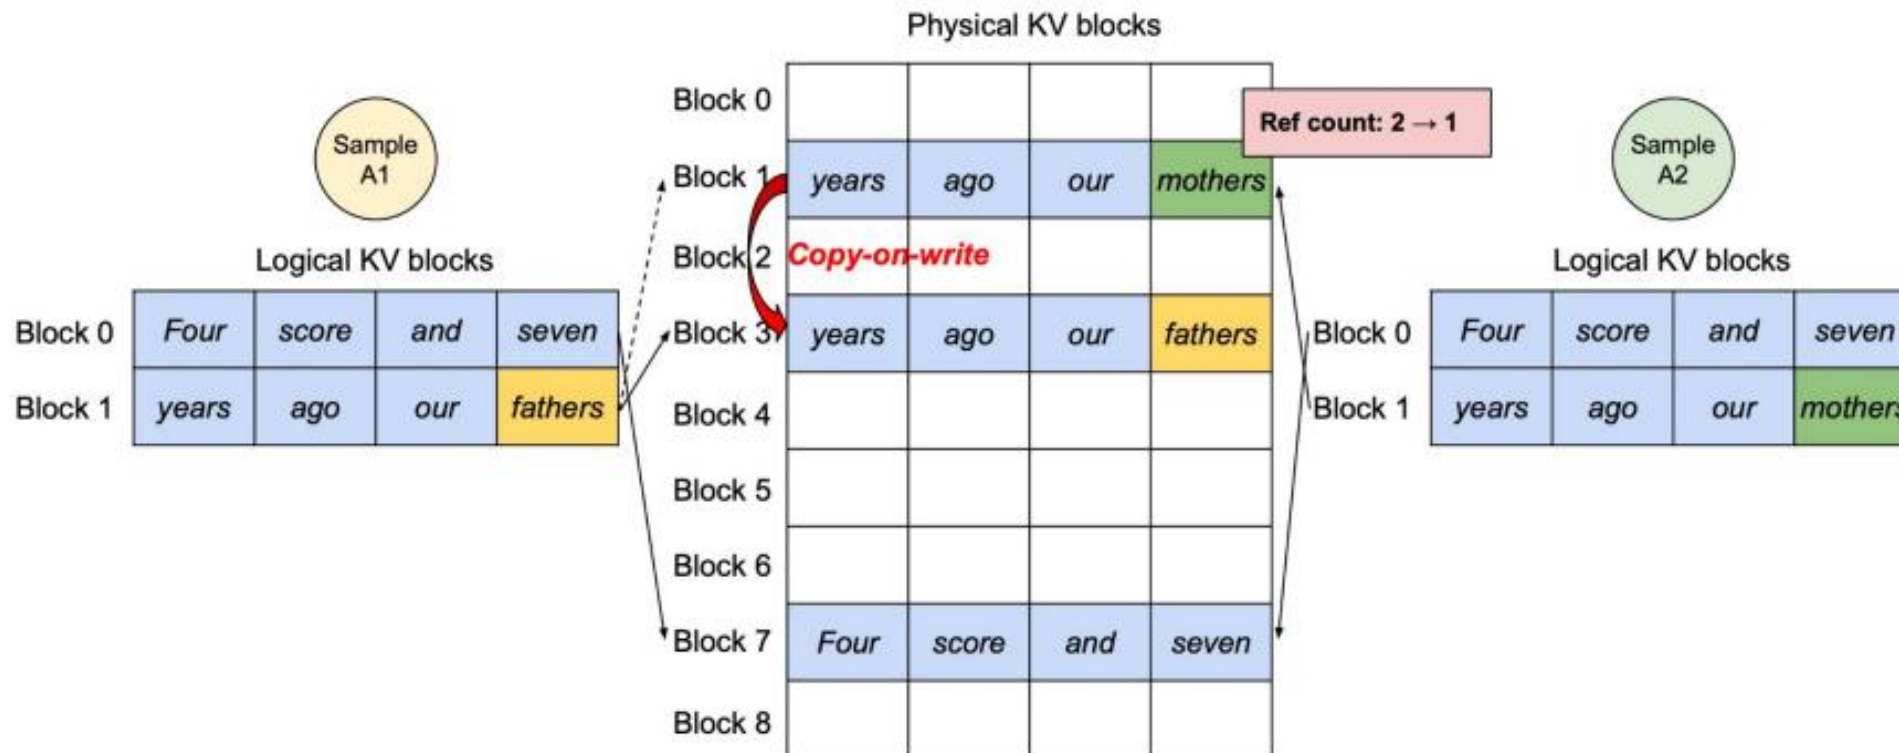 Physical KV blocks
Block 0
Ref count: 2 → 1
Sample
A1
Sample
A2
Block 1 years ago our mothers
Block 2 Copy-on-write
Logical KV blocks
Logical KV blocks
Block 0 Four score and seven
Block 3 years ago our fathers
Block 0 Four score and seven
Block 1 years ago our fathers
Block 4
Block 1 years ago our mothers
Block 5
Block 6
Block 7 Four score and seven
Block 8